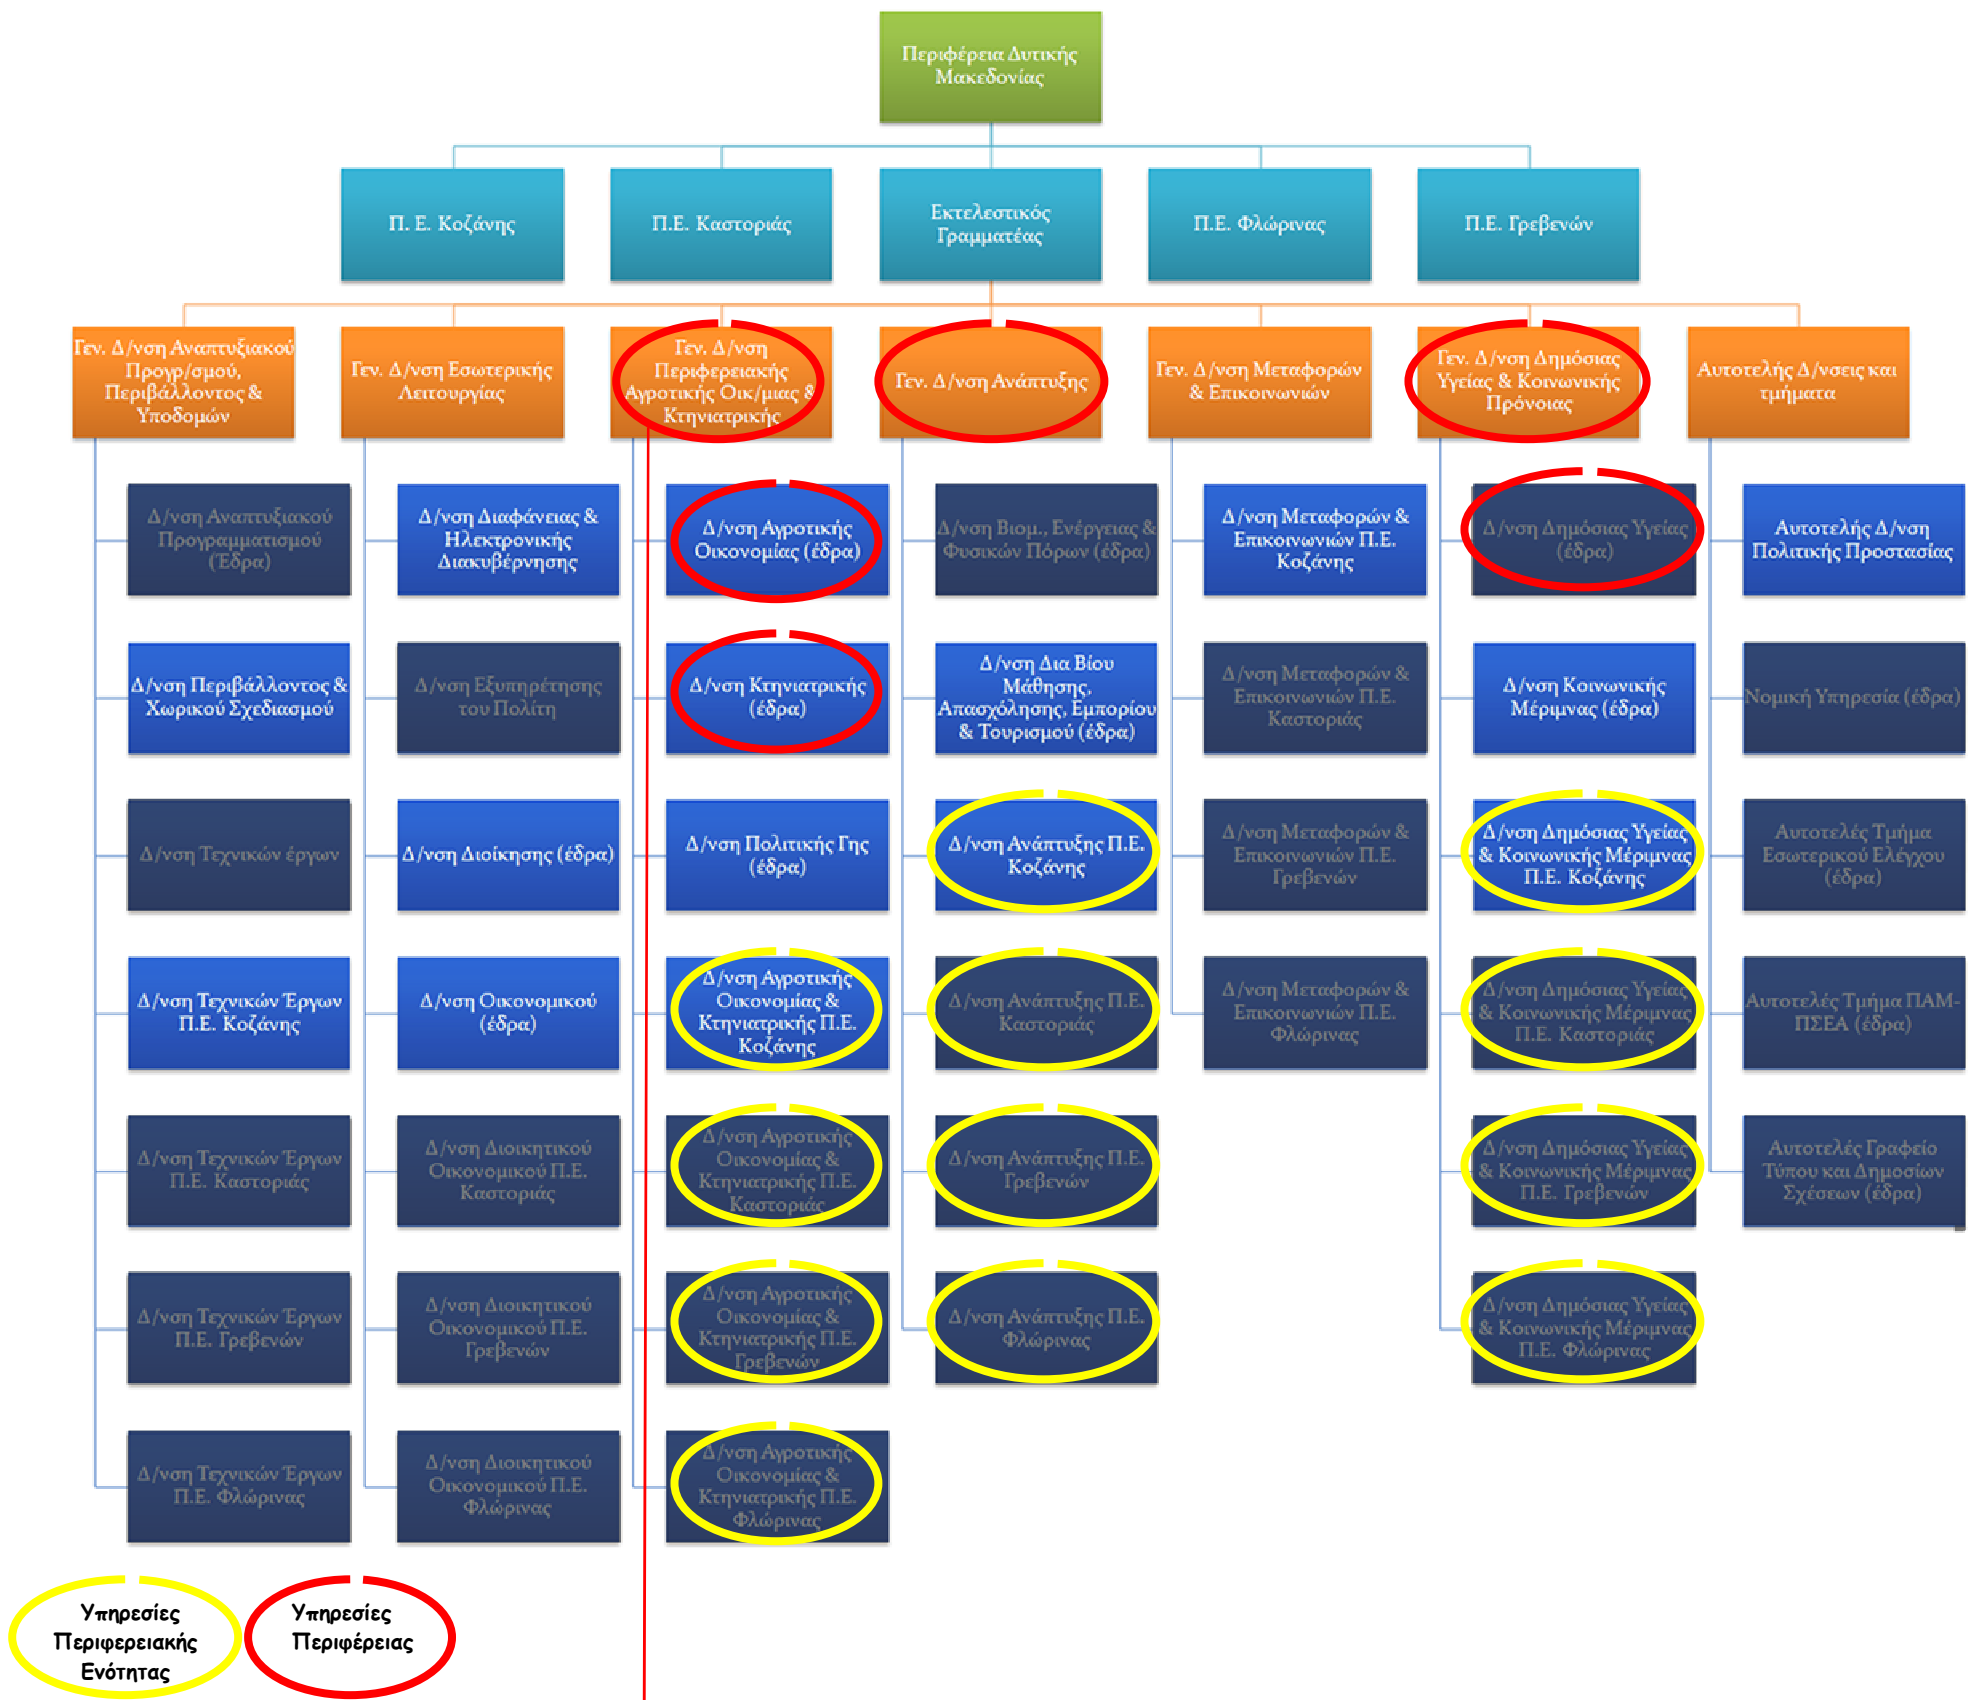 Περιφέρεια Δυτικής
Μακεδονίας
Π. Ε. Κοζάνης
Π.Ε. Καστοριάς
Εκτελεστικός
Γραμματέας
Π.Ε. Φλώρινας
Π.Ε. Γρεβενών
Γεν. Δ/νση Αναπτυξιακού
Προγρ/σμού,
Περιβάλλοντος &
Υποδομών
Γεν. Δ/νση Εσωτερικής
Λειτουργίας
Γεν. Δ/νση
Περιφερειακής
Αγροτικής Οικ/μιας &
Κτηνιατρικής
Γεν. Δ/νση Ανάπτυξης
Γεν. Δ/νση Μεταφορών
& Επικοινωνιών
Γεν. Δ/νση Δημόσιας
Υγείας & Κοινωνικής
Πρόνοιας
Αυτοτελής Δ/νσεις και
τμήματα
Δ/νση Αναπτυξιακού
Προγραμματισμού
(Έδρα)
Δ/νση Περιβάλλοντος &
Χωρικού Σχεδιασμού
Δ/νση Τεχνικών έργων
Δ/νση Τεχνικών Έργων
Π.Ε. Κοζάνης
Δ/νση Τεχνικών Έργων
Π.Ε. Καστοριάς
Δ/νση Τεχνικών Έργων
Π.Ε. Γρεβενών
Δ/νση Τεχνικών Έργων
Π.Ε. Φλώρινας
Δ/νση Διαφάνειας &
Ηλεκτρονικής
Διακυβέρνησης
Δ/νση Εξυπηρέτησης
του Πολίτη
Δ/νση Διοίκησης (έδρα)
Δ/νση Οικονομικού
(έδρα)
Δ/νση Διοικητικού
Οικονομικού Π.Ε.
Καστοριάς
Δ/νση Διοικητικού
Οικονομικού Π.Ε.
Γρεβενών
Δ/νση Διοικητικού
Οικονομικού Π.Ε.
Φλώρινας
Δ/νση Αγροτικής
Οικονομίας (έδρα)
Δ/νση Κτηνιατρικής
(έδρα)
Δ/νση Πολιτικής Γης
(έδρα)
Δ/νση Αγροτικής
Οικονομίας &
Κτηνιατρικής Π.Ε.
Κοζάνης
Δ/νση Αγροτικής
Οικονομίας &
Κτηνιατρικής Π.Ε.
Καστοριάς
Δ/νση Αγροτικής
Οικονομίας &
Κτηνιατρικής Π.Ε.
Γρεβενών
Δ/νση Αγροτικής
Οικονομίας &
Κτηνιατρικής Π.Ε.
Φλώρινας
Δ/νση Βιομ., Ενέργειας &
Φυσικών Πόρων (έδρα)
Δ/νση Δια Βίου
Μάθησης,
Απασχόλησης, Εμπορίου
& Τουρισμού (έδρα)
Δ/νση Ανάπτυξης Π.Ε.
Κοζάνης
Δ/νση Ανάπτυξης Π.Ε.
Καστοριάς
Δ/νση Ανάπτυξης Π.Ε.
Γρεβενών
Δ/νση Ανάπτυξης Π.Ε.
Φλώρινας
Δ/νση Μεταφορών &
Επικοινωνιών Π.Ε.
Κοζάνης
Δ/νση Μεταφορών &
Επικοινωνιών Π.Ε.
Καστοριάς
Δ/νση Μεταφορών &
Επικοινωνιών Π.Ε.
Γρεβενών
Δ/νση Μεταφορών &
Επικοινωνιών Π.Ε.
Φλώρινας
Δ/νση Δημόσιας Υγείας
(έδρα)
Δ/νση Κοινωνικής
Μέριμνας (έδρα)
Δ/νση Δημόσιας Υγείας
& Κοινωνικής Μέριμνας
Π.Ε. Κοζάνης
Δ/νση Δημόσιας Υγείας
& Κοινωνικής Μέριμνας
Π.Ε. Καστοριάς
Δ/νση Δημόσιας Υγείας
& Κοινωνικής Μέριμνας
Π.Ε. Γρεβενών
Δ/νση Δημόσιας Υγείας
& Κοινωνικής Μέριμνας
Π.Ε. Φλώρινας
Αυτοτελής Δ/νση
Πολιτικής Προστασίας
Νομική Υπηρεσία (έδρα)
Αυτοτελές Τμήμα
Εσωτερικού Ελέγχου
(έδρα)
Αυτοτελές Τμήμα ΠΑΜ-
ΠΣΕΑ (έδρα)
Αυτοτελές Γραφείο
Τύπου και Δημοσίων
Σχέσεων (έδρα)
Υπηρεσίες
Περιφερειακής
Ενότητας
Υπηρεσίες
Περιφέρειας